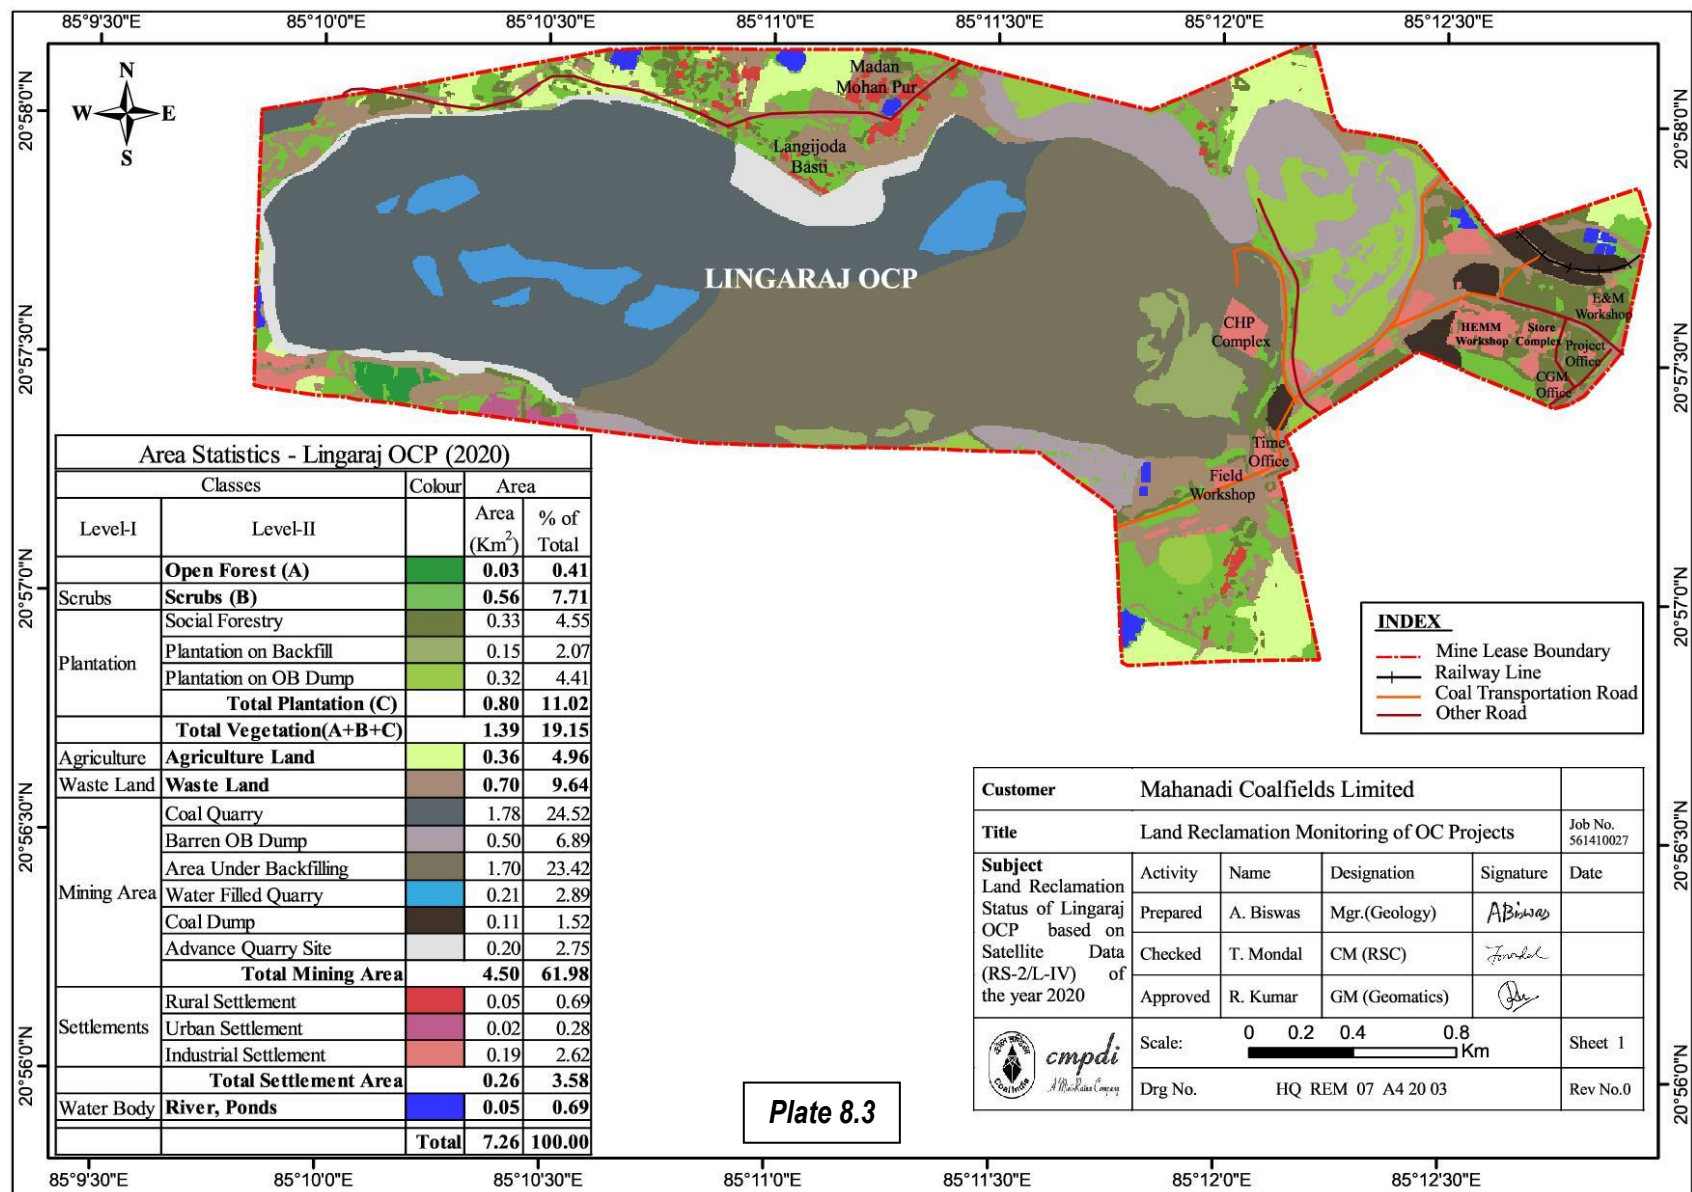 85°9'30"E 85°10'0"E 85°10'30"E 85°11'0"E 85°11'30"E 85°12'0"E 85°12'30"E
20°58'0"N 20°58'0"N
20°57'30"N 20°57'30"N
20°57'0"N 20°57'0"N
20°56'30"N 20°56'30"N
20°56'0"N 20°56'0"N
N
W E
S
Madan
Mohan Pur
Langijoda
Basti
LINGARAJ OCP
CHP
Complex
E&M
Workshop
HEMM
Workshop
Store
Complex
Project
Office
CGM
Office
Time
Office
Field
Workshop
Area Statistics - Lingaraj OCP (2020)
Classes Colour Area
Level-I Level-II Area (Km²) % of Total
Open Forest (A) 0.03 0.41
Scrubs Scrubs (B) 0.56 7.71
Plantation
Social Forestry 0.33 4.55
Plantation on Backfill 0.15 2.07
Plantation on OB Dump 0.32 4.41
Total Plantation (C) 0.80 11.02
Total Vegetation(A+B+C) 1.39 19.15
Agriculture Agriculture Land 0.36 4.96
Waste Land Waste Land 0.70 9.64
Mining Area
Coal Quarry 1.78 24.52
Barren OB Dump 0.50 6.89
Area Under Backfilling 1.70 23.42
Water Filled Quarry 0.21 2.89
Coal Dump 0.11 1.52
Advance Quarry Site 0.20 2.75
Total Mining Area 4.50 61.98
Settlements
Rural Settlement 0.05 0.69
Urban Settlement 0.02 0.28
Industrial Settlement 0.19 2.62
Total Settlement Area 0.26 3.58
Water Body River, Ponds 0.05 0.69
Total 7.26 100.00
INDEX
Mine Lease Boundary
Railway Line
Coal Transportation Road
Other Road
Customer Mahanadi Coalfields Limited
Title Land Reclamation Monitoring of OC Projects Job No. 561410027
Subject
Land Reclamation
Status of Lingaraj
OCP based on
Satellite Data
(RS-2/L-IV) of
the year 2020
Activity Name Designation Signature Date
Prepared A. Biswas Mgr.(Geology) ABiswas
Checked T. Mondal CM (RSC)
Approved R. Kumar GM (Geomatics)
cmpdi
A Mini Ratna Company
Scale: 0 0.2 0.4 0.8 Km Sheet 1
Drg No. HQ REM 07 A4 20 03 Rev No.0
Plate 8.3
85°9'30"E 85°10'0"E 85°10'30"E 85°11'0"E 85°11'30"E 85°12'0"E 85°12'30"E